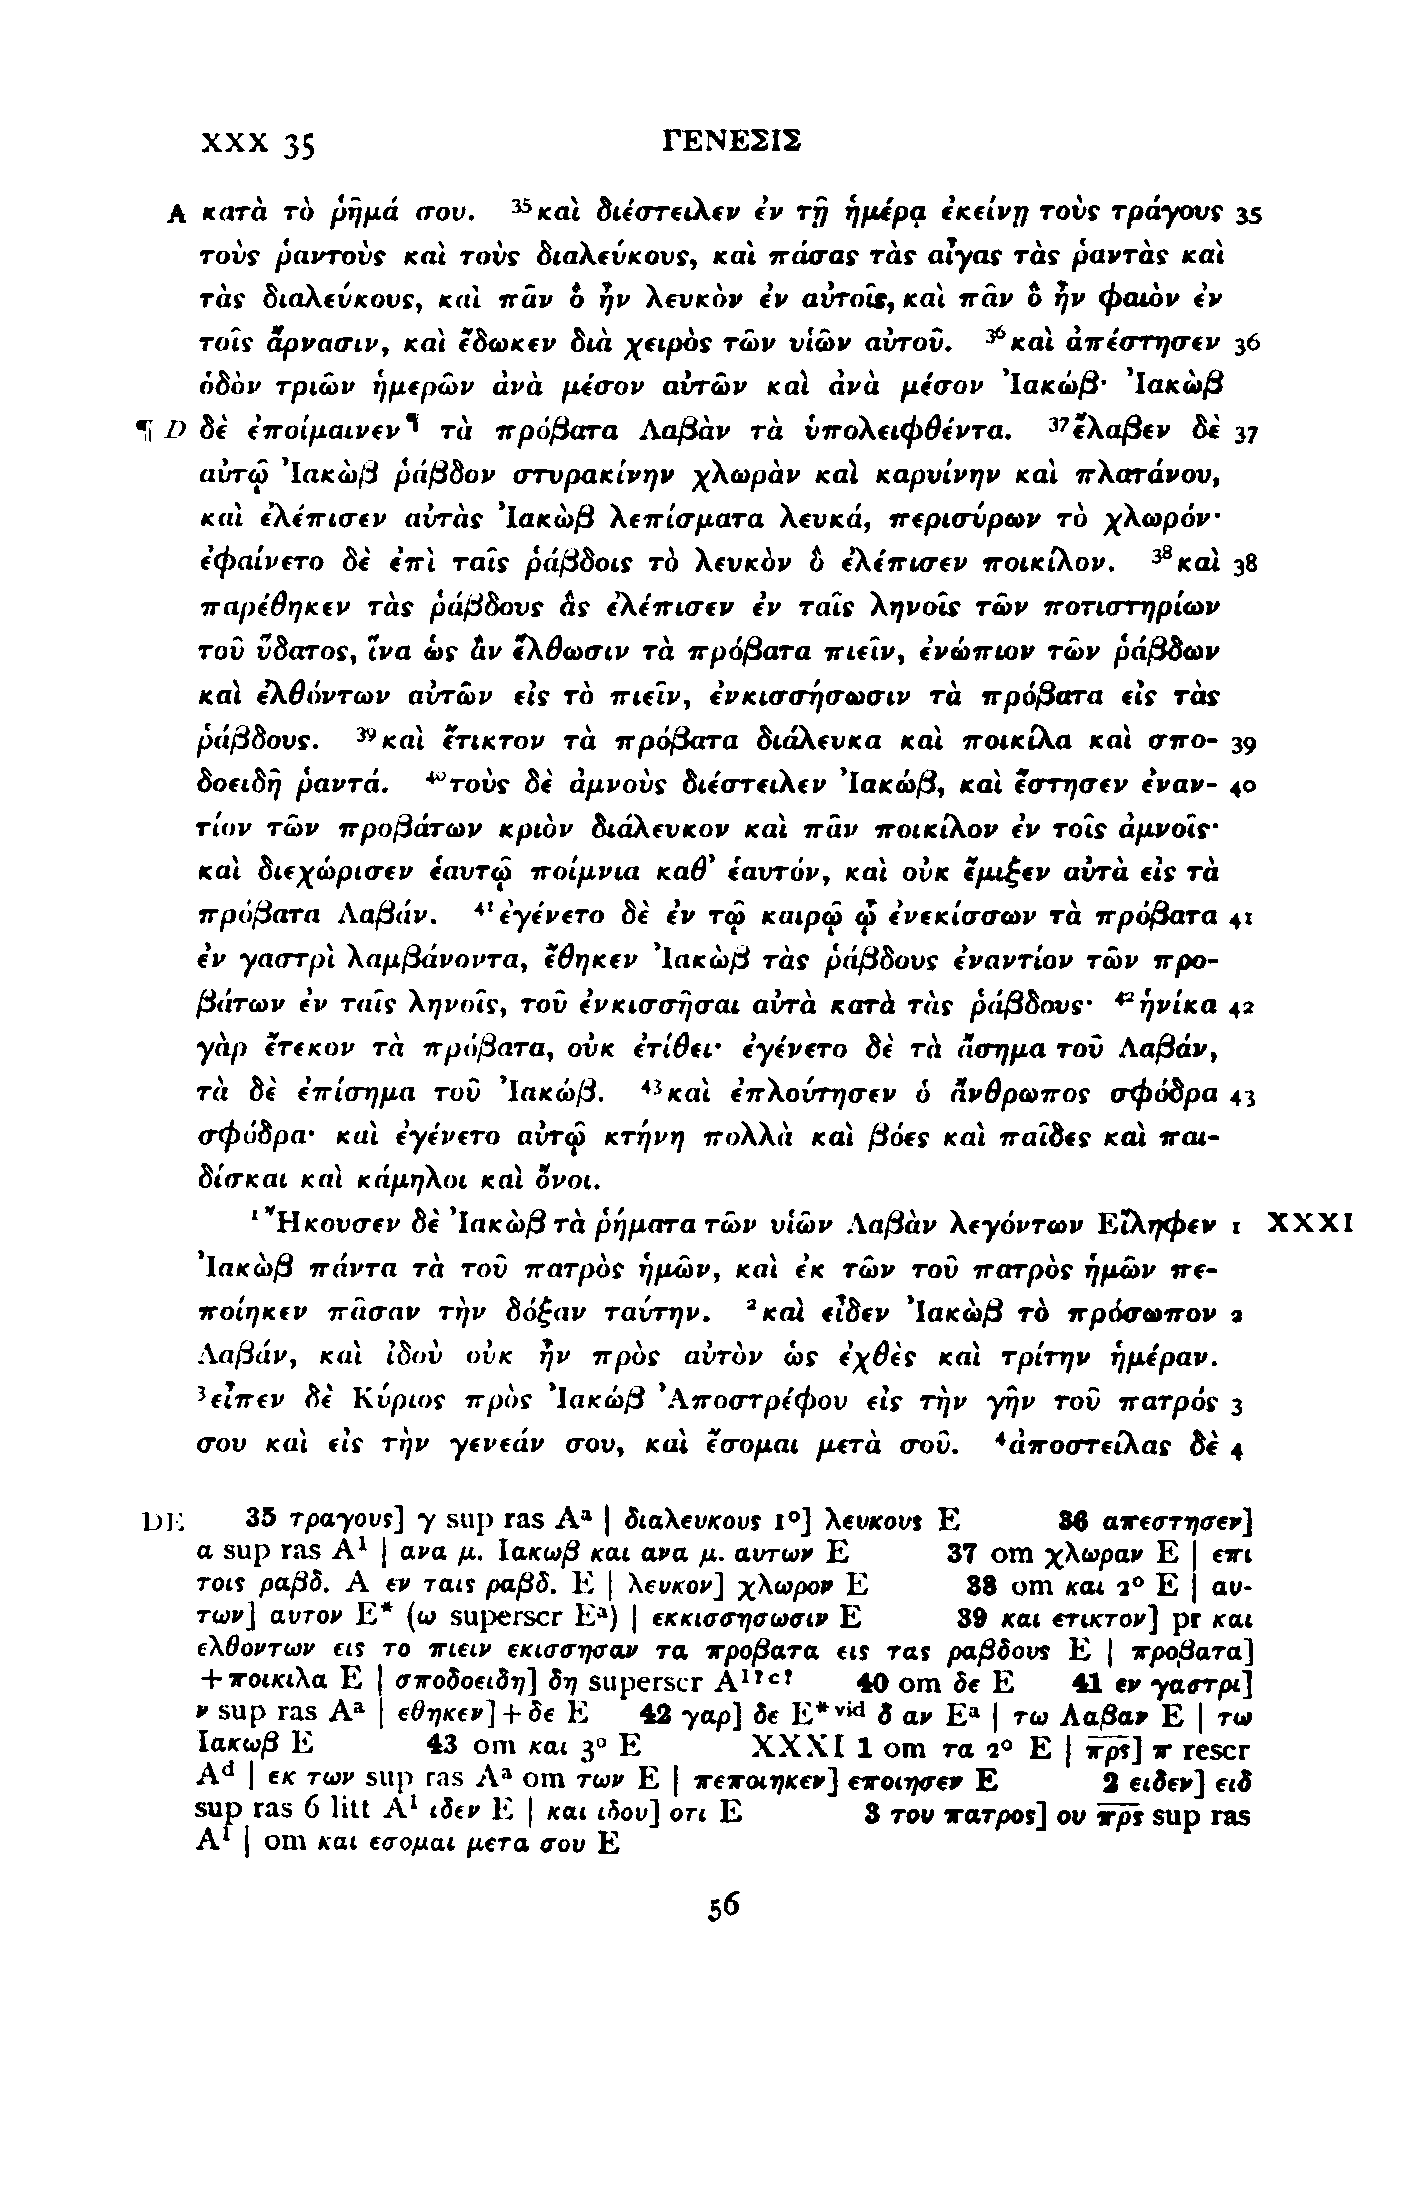 XXX 35 ΓΕΝΕΣΙΣ
A κατὰ τὸ ῥῆμά σου. ³⁵καὶ διέστειλεν ἐν τῇ ἡμέρᾳ ἐκείνῃ τοὺς τράγους 35
τοὺς ῥαντοὺς καὶ τοὺς διαλεύκους, καὶ πάσας τὰς αἶγας τὰς ῥαντὰς καὶ
τὰς διαλεύκους, καὶ πᾶν ὃ ἦν λευκὸν ἐν αὐτοῖς, καὶ πᾶν ὃ ἦν φαιὸν ἐν
τοῖς ἄρνασιν, καὶ ἔδωκεν διὰ χειρὸς τῶν υἱῶν αὐτοῦ. ³⁶καὶ ἀπέστησεν 36
ὁδὸν τριῶν ἡμερῶν ἀνὰ μέσον αὐτῶν καὶ ἀνὰ μέσον Ἰακώβ· Ἰακὼβ
¶ D δὲ ἐποίμαινεν¶ τὰ πρόβατα Λαβὰν τὰ ὑπολειφθέντα. ³⁷ἔλαβεν δὲ 37
αὐτῷ Ἰακὼβ ῥάβδον στυρακίνην χλωρὰν καὶ καρυίνην καὶ πλατάνου,
καὶ ἐλέπισεν αὐτὰς Ἰακὼβ λεπίσματα λευκά, περισύρων τὸ χλωρόν·
ἐφαίνετο δὲ ἐπὶ ταῖς ῥάβδοις τὸ λευκὸν ὃ ἐλέπισεν ποικίλον. ³⁸καὶ 38
παρέθηκεν τὰς ῥάβδους ἃς ἐλέπισεν ἐν ταῖς ληνοῖς τῶν ποτιστηρίων
τοῦ ὕδατος, ἵνα ὡς ἂν ἔλθωσιν τὰ πρόβατα πιεῖν, ἐνώπιον τῶν ῥάβδων
καὶ ἐλθόντων αὐτῶν εἰς τὸ πιεῖν, ἐνκισσήσωσιν τὰ πρόβατα εἰς τὰς
ῥάβδους. ³⁹καὶ ἔτικτον τὰ πρόβατα διάλευκα καὶ ποικίλα καὶ σπο- 39
δοειδῆ ῥαντά. ⁴⁰τοὺς δὲ ἀμνοὺς διέστειλεν Ἰακώβ, καὶ ἔστησεν ἐναν- 40
τίον τῶν προβάτων κριὸν διάλευκον καὶ πᾶν ποικίλον ἐν τοῖς ἀμνοῖς·
καὶ διεχώρισεν ἑαυτῷ ποίμνια καθ’ ἑαυτόν, καὶ οὐκ ἔμιξεν αὐτὰ εἰς τὰ
πρόβατα Λαβάν. ⁴¹ἐγένετο δὲ ἐν τῷ καιρῷ ᾧ ἐνεκίσσων τὰ πρόβατα 41
ἐν γαστρὶ λαμβάνοντα, ἔθηκεν Ἰακὼβ τὰς ῥάβδους ἐναντίον τῶν προ-
βάτων ἐν ταῖς ληνοῖς, τοῦ ἐνκισσῆσαι αὐτὰ κατὰ τὰς ῥάβδους· ⁴²ἡνίκα 42
γὰρ ἔτεκον τὰ πρόβατα, οὐκ ἐτίθει· ἐγένετο δὲ τὰ ἄσημα τοῦ Λαβάν,
τὰ δὲ ἐπίσημα τοῦ Ἰακώβ. ⁴³καὶ ἐπλούτησεν ὁ ἄνθρωπος σφόδρα 43
σφόδρα· καὶ ἐγένετο αὐτῷ κτήνη πολλὰ καὶ βόες καὶ παῖδες καὶ παι-
δίσκαι καὶ κάμηλοι καὶ ὄνοι.
¹Ἤκουσεν δὲ Ἰακὼβ τὰ ῥήματα τῶν υἱῶν Λαβὰν λεγόντων Εἴληφεν 1 XXXI
Ἰακὼβ πάντα τὰ τοῦ πατρὸς ἡμῶν, καὶ ἐκ τῶν τοῦ πατρὸς ἡμῶν πε-
ποίηκεν πᾶσαν τὴν δόξαν ταύτην. ²καὶ εἶδεν Ἰακὼβ τὸ πρόσωπον 2
Λαβάν, καὶ ἰδοὺ οὐκ ἦν πρὸς αὐτὸν ὡς ἐχθὲς καὶ τρίτην ἡμέραν.
³εἶπεν δὲ Κύριος πρὸς Ἰακώβ Ἀποστρέφου εἰς τὴν γῆν τοῦ πατρός 3
σου καὶ εἰς τὴν γενεάν σου, καὶ ἔσομαι μετὰ σοῦ. ⁴ἀποστείλας δὲ 4
DE 35 τραγους] γ sup ras Aᵃ | διαλευκους 1°] λευκους E 36 απεστησεν]
α sup ras A¹ | ανα μ. Ιακωβ και ανα μ. αυτων E 37 om χλωραν E | επι
τοις ραβδ. A εν ταις ραβδ. E | λευκον] χλωρον E 38 om και 2° E | αυ-
των] αυτον E* (ω superscr Eᵃ) | εκκισσησωσιν E 39 και ετικτον] pr και
ελθοντων εις το πιειν εκισσησαν τα προβατα εις τας ραβδους E | προβατα]
+ποικιλα E | σποδοειδη] δη superscr A¹?ᶜ? 40 om δε E 41 εν γαστρι]
ν sup ras Aᵃ | εθηκεν]+δε E 42 γαρ] δε E*ᵛⁱᵈ δ αν Eᵃ | τω Λαβαν E | τω
Ιακωβ E 43 om και 3° E XXXI 1 om τα 2° E | π̅ρ̅ς̅] π rescr
Aᵈ | εκ των sup ras Aᵃ om των E | πεποιηκεν] εποιησεν E 2 ειδεν] ειδ
sup ras 6 litt A¹ ιδεν E | και ιδου] οτι E 3 του πατρος] ου π̅ρ̅ς̅ sup ras
A¹ | om και εσομαι μετα σου E
56